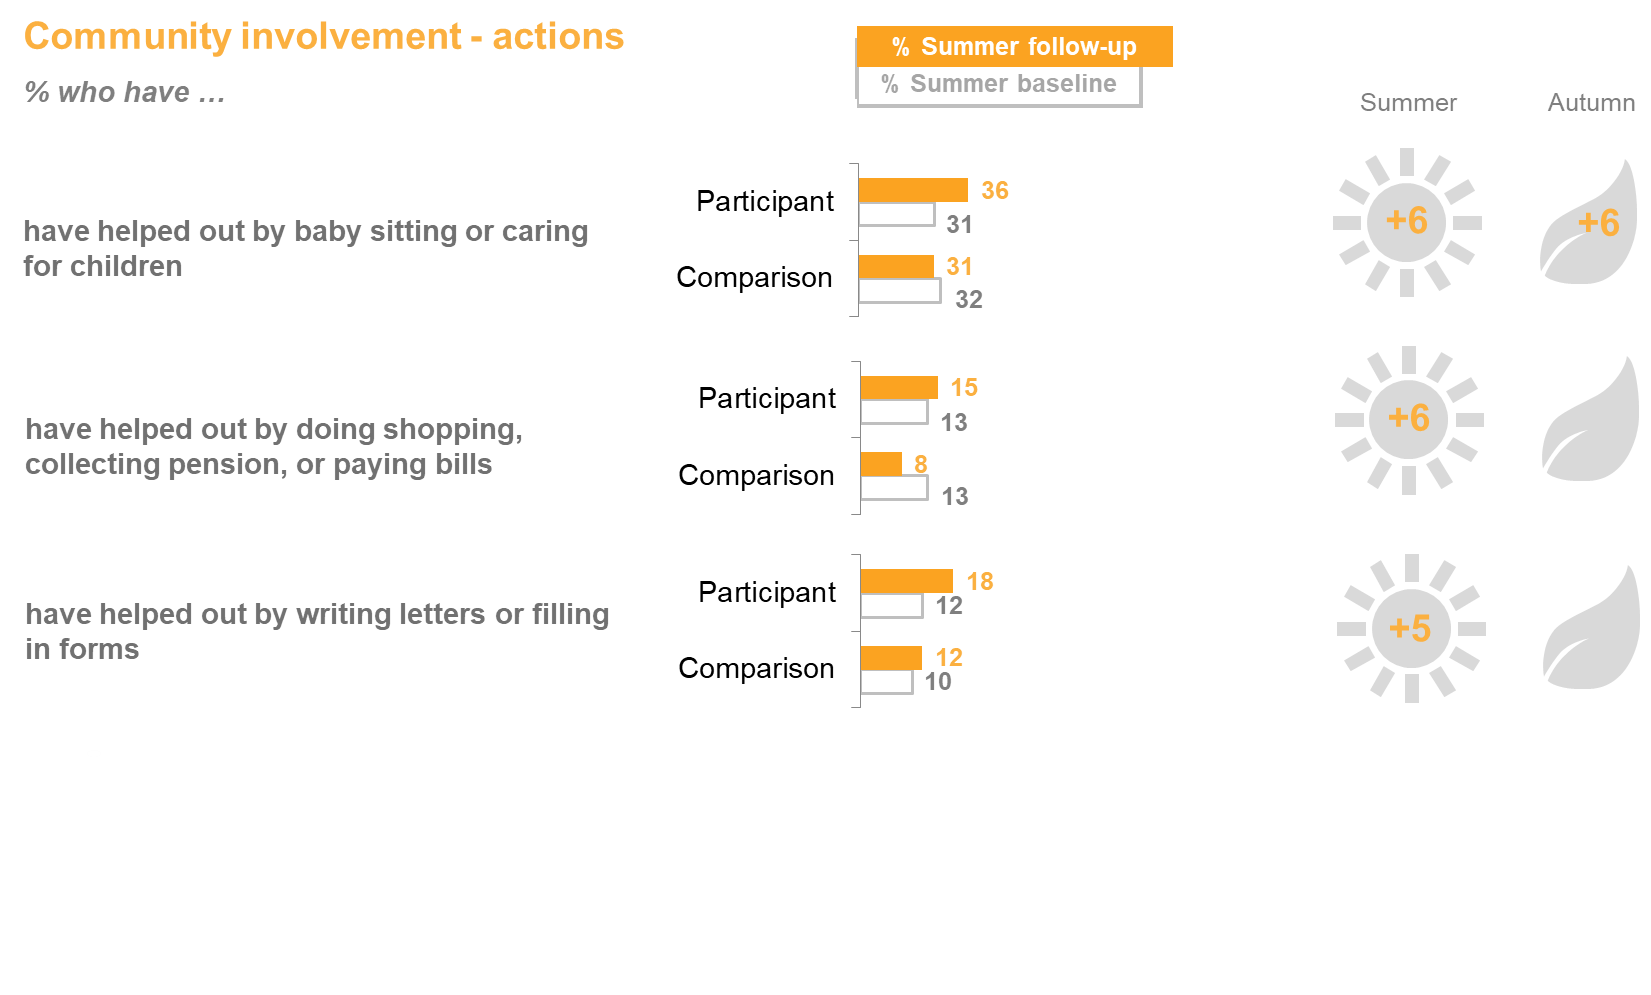 Community involvement - actions
% who have …
% Summer follow-up
% Summer baseline
Summer
Autumn
have helped out by baby sitting or caring
for children
Participant
36
31
Comparison
31
32
+6
+6
have helped out by doing shopping,
collecting pension, or paying bills
Participant
15
13
Comparison
8
13
+6
have helped out by writing letters or filling
in forms
Participant
18
12
Comparison
12
10
+5